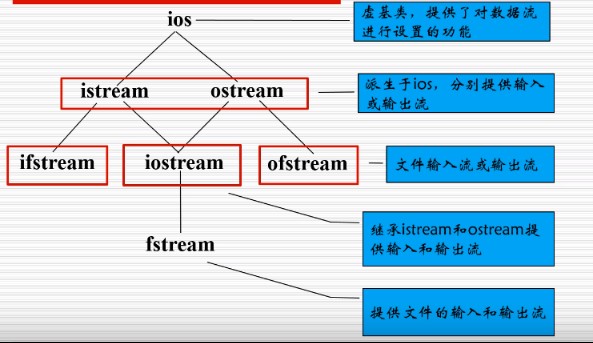 ios
虚基类，提供了对数据流
进行设置的功能
istream
ostream
派生于ios，分别提供输入
或输出流
ifstream
iostream
ofstream
文件输入流或输出流
继承istream和ostream提
供输入和输出流
fstream
提供文件的输入和输出流